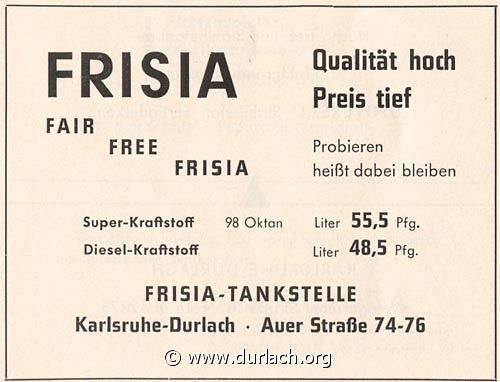 FRISIA
Qualität hoch
Preis tief
FAIR
FREE
FRISIA
Probieren
heißt dabei bleiben
Super-Kraftstoff 98 Oktan Liter 55,5 Pfg.
Diesel-Kraftstoff Liter 48,5 Pfg.
FRISIA-TANKSTELLE
Karlsruhe-Durlach · Auer Straße 74-76
© www.durlach.org